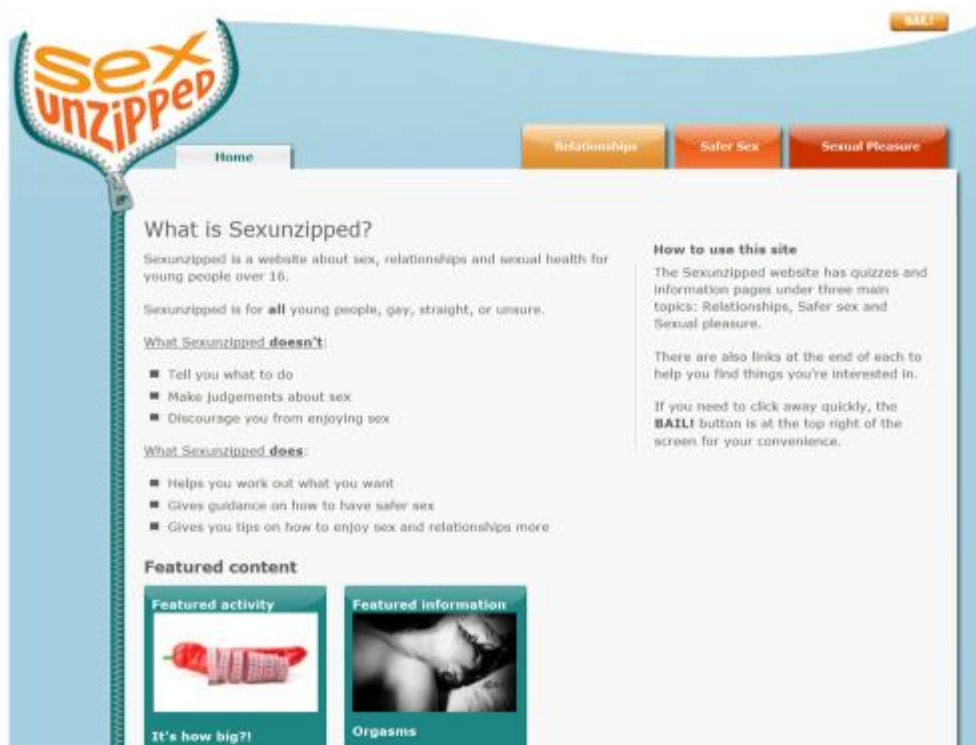 BAIL!
sex
unzipped
Home
Relationships
Safer Sex
Sexual Pleasure
What is Sexunzipped?
Sexunzipped is a website about sex, relationships and sexual health for
young people over 16.
Sexunzipped is for all young people, gay, straight, or unsure.
What Sexunzipped doesn't:
Tell you what to do
Make judgements about sex
Discourage you from enjoying sex
What Sexunzipped does:
Helps you work out what you want
Gives guidance on how to have safer sex
Gives you tips on how to enjoy sex and relationships more
How to use this site
The Sexunzipped website has quizzes and
information pages under three main
topics: Relationships, Safer sex and
Sexual pleasure.
There are also links at the end of each to
help you find things you're interested in.
If you need to click away quickly, the
BAIL! button is at the top right of the
screen for your convenience.
Featured content
Featured activity
It's how big?!
Featured information
Orgasms